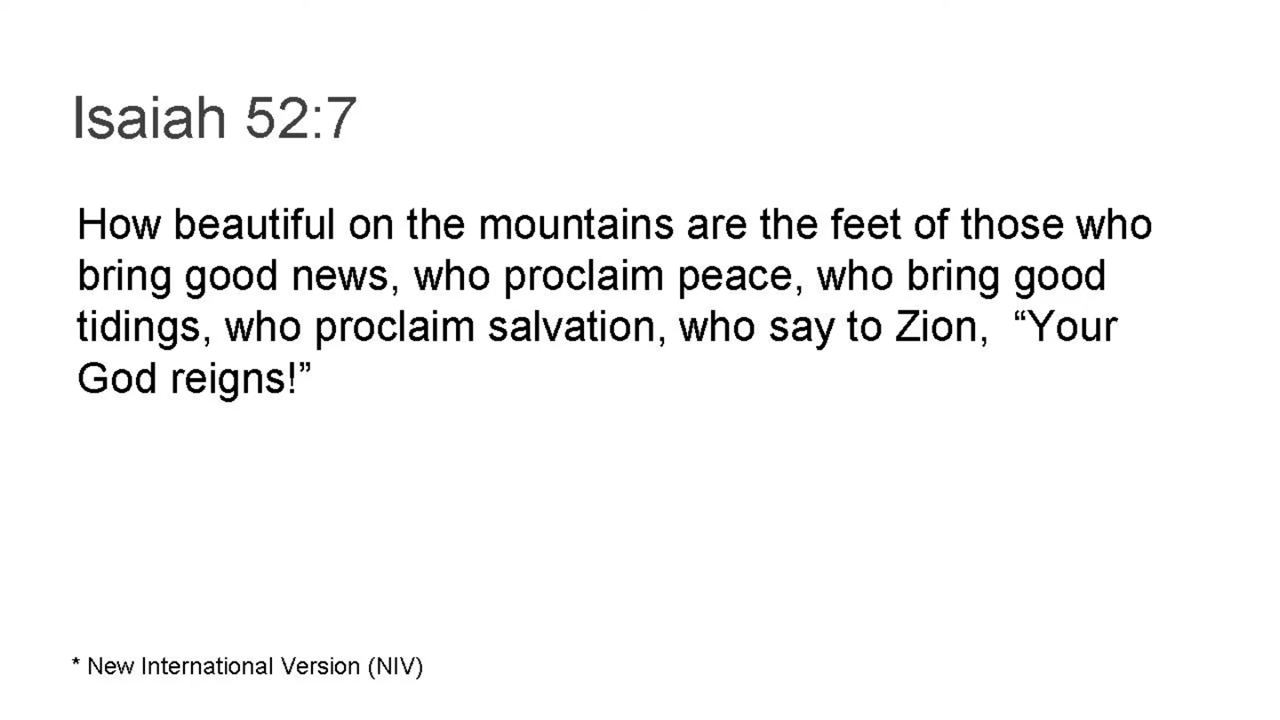 Isaiah 52:7
How beautiful on the mountains are the feet of those who
bring good news, who proclaim peace, who bring good
tidings, who proclaim salvation, who say to Zion,  “Your
God reigns!”
* New International Version (NIV)